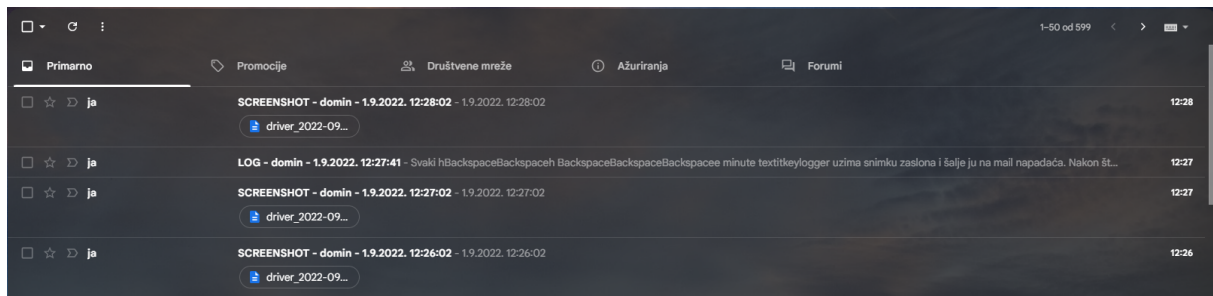 1–50 od 599
Primarno Promocije Društvene mreže Ažuriranja Forumi
ja SCREENSHOT - domin - 1.9.2022. 12:28:02 - 1.9.2022. 12:28:02 12:28
driver_2022-09...
ja LOG - domin - 1.9.2022. 12:27:41 - Svaki hBackspaceBackspaceh BackspaceBackspaceBackspacee minute textitkeylogger uzima snimku zaslona i šalje ju na mail napadača. Nakon št... 12:27
ja SCREENSHOT - domin - 1.9.2022. 12:27:02 - 1.9.2022. 12:27:02 12:27
driver_2022-09...
ja SCREENSHOT - domin - 1.9.2022. 12:26:02 - 1.9.2022. 12:26:02 12:26
driver_2022-09...